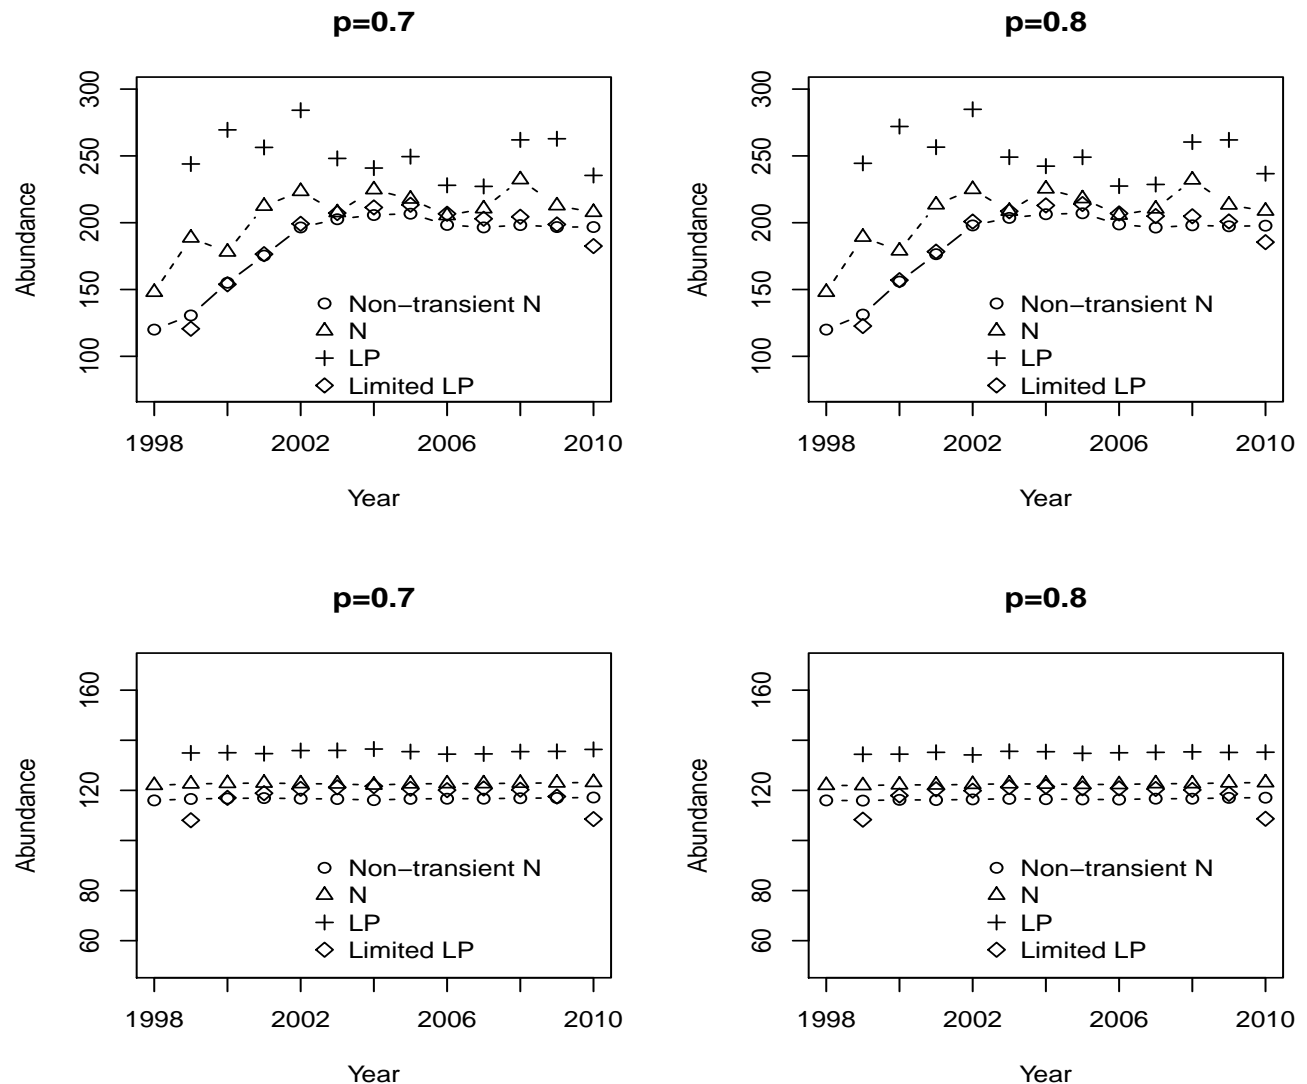 p=0.7
Abundance
300
250
200
150
100
Non−transient N
N
LP
Limited LP
1998
2002
2006
2010
Year
p=0.8
Abundance
300
250
200
150
100
Non−transient N
N
LP
Limited LP
1998
2002
2006
2010
Year
p=0.7
Abundance
160
120
80
60
Non−transient N
N
LP
Limited LP
1998
2002
2006
2010
Year
p=0.8
Abundance
160
120
80
60
Non−transient N
N
LP
Limited LP
1998
2002
2006
2010
Year